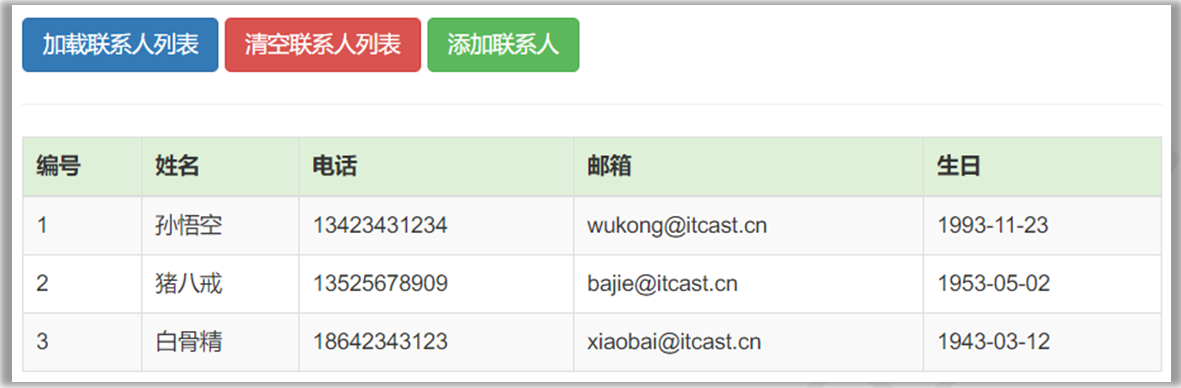 加载联系人列表 清空联系人列表 添加联系人
编号 姓名 电话 邮箱 生日
1 孙悟空 13423431234 wukong@itcast.cn 1993-11-23
2 猪八戒 13525678909 bajie@itcast.cn 1953-05-02
3 白骨精 18642343123 xiaobai@itcast.cn 1943-03-12